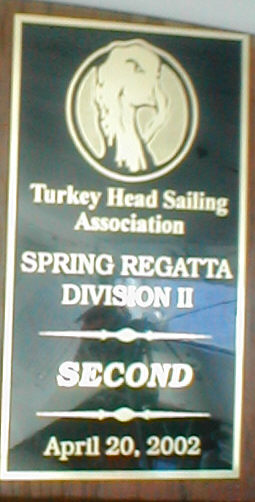 Turkey Head Sailing
Association
SPRING REGATTA
DIVISION II
SECOND
April 20, 2002